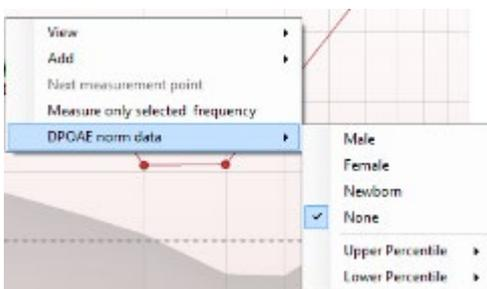 View
Add
Next measurement point
Measure only selected frequency
DPOAE norm data
Male
Female
Newborn
None
Upper Percentile
Lower Percentile